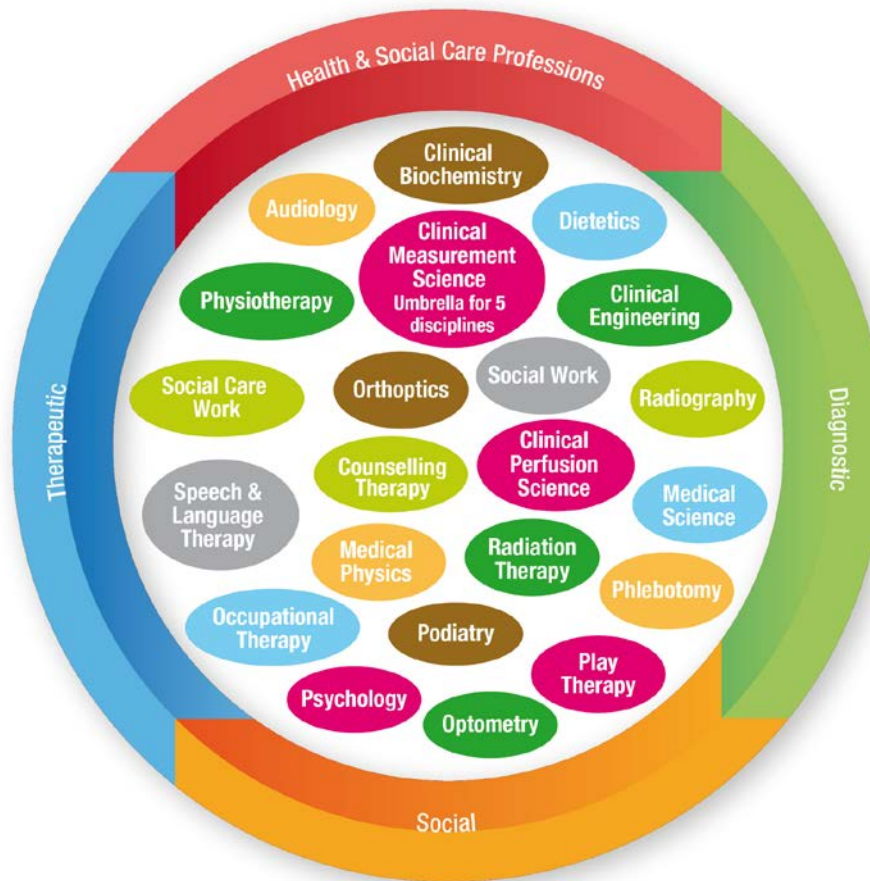 Health & Social Care Professions
Clinical
Biochemistry
Audiology
Dietetics
Clinical
Measurement
Science
Umbrella for 5
disciplines
Physiotherapy
Clinical
Engineering
Social Care
Work
Orthoptics
Social Work
Radiography
Therapeutic
Diagnostic
Counselling
Therapy
Clinical
Perfusion
Science
Speech &
Language
Therapy
Medical
Science
Medical
Physics
Radiation
Therapy
Phlebotomy
Occupational
Therapy
Podiatry
Play
Therapy
Psychology
Optometry
Social